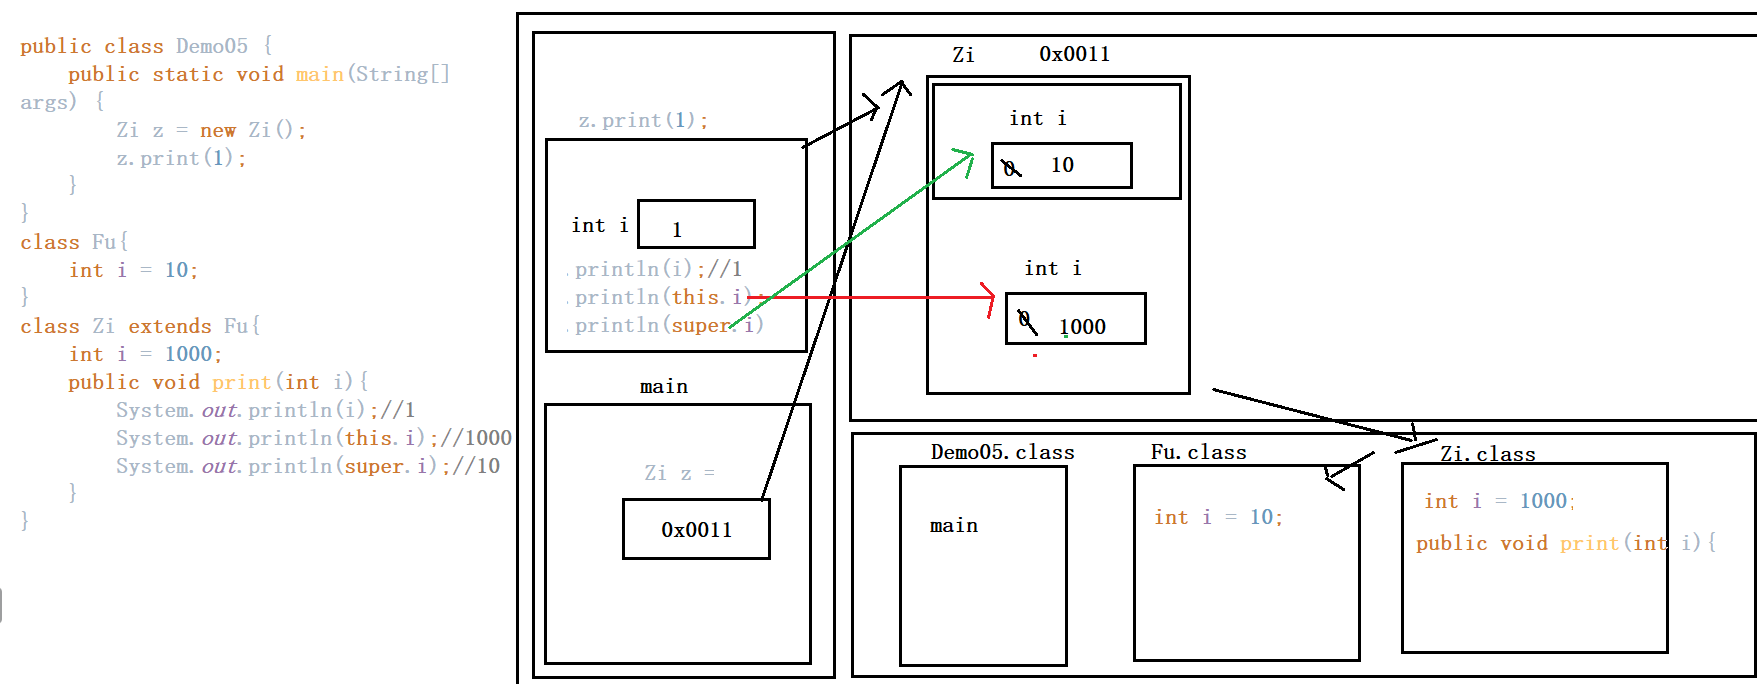 public class Demo05 {
public static void main(String[]
args) {
Zi z = new Zi();
z.print(1);
}
}
class Fu{
int i = 10;
}
class Zi extends Fu{
int i = 1000;
public void print(int i){
System.out.println(i);//1
System.out.println(this.i);//1000
System.out.println(super.i);//10
}
}
z.print(1);
int i
1
.println(i);//1
.println(this.i);
.println(super.i)
main
Zi z =
0x0011
Zi 0x0011
int i
0 10
int i
0 1000
Demo05.class
main
Fu.class
int i = 10;
Zi.class
int i = 1000;
public void print(int i){